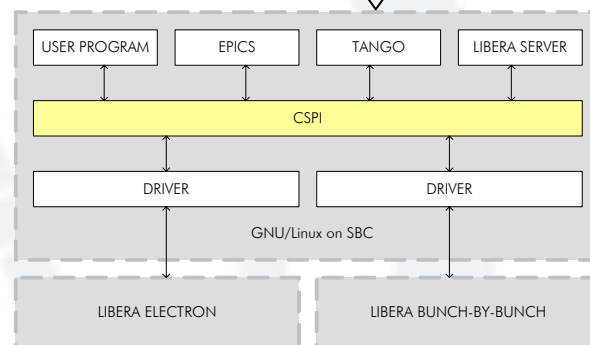 USER PROGRAM
EPICS
TANGO
LIBERA SERVER
CSPI
DRIVER
DRIVER
GNU/Linux on SBC
LIBERA ELECTRON
LIBERA BUNCH-BY-BUNCH